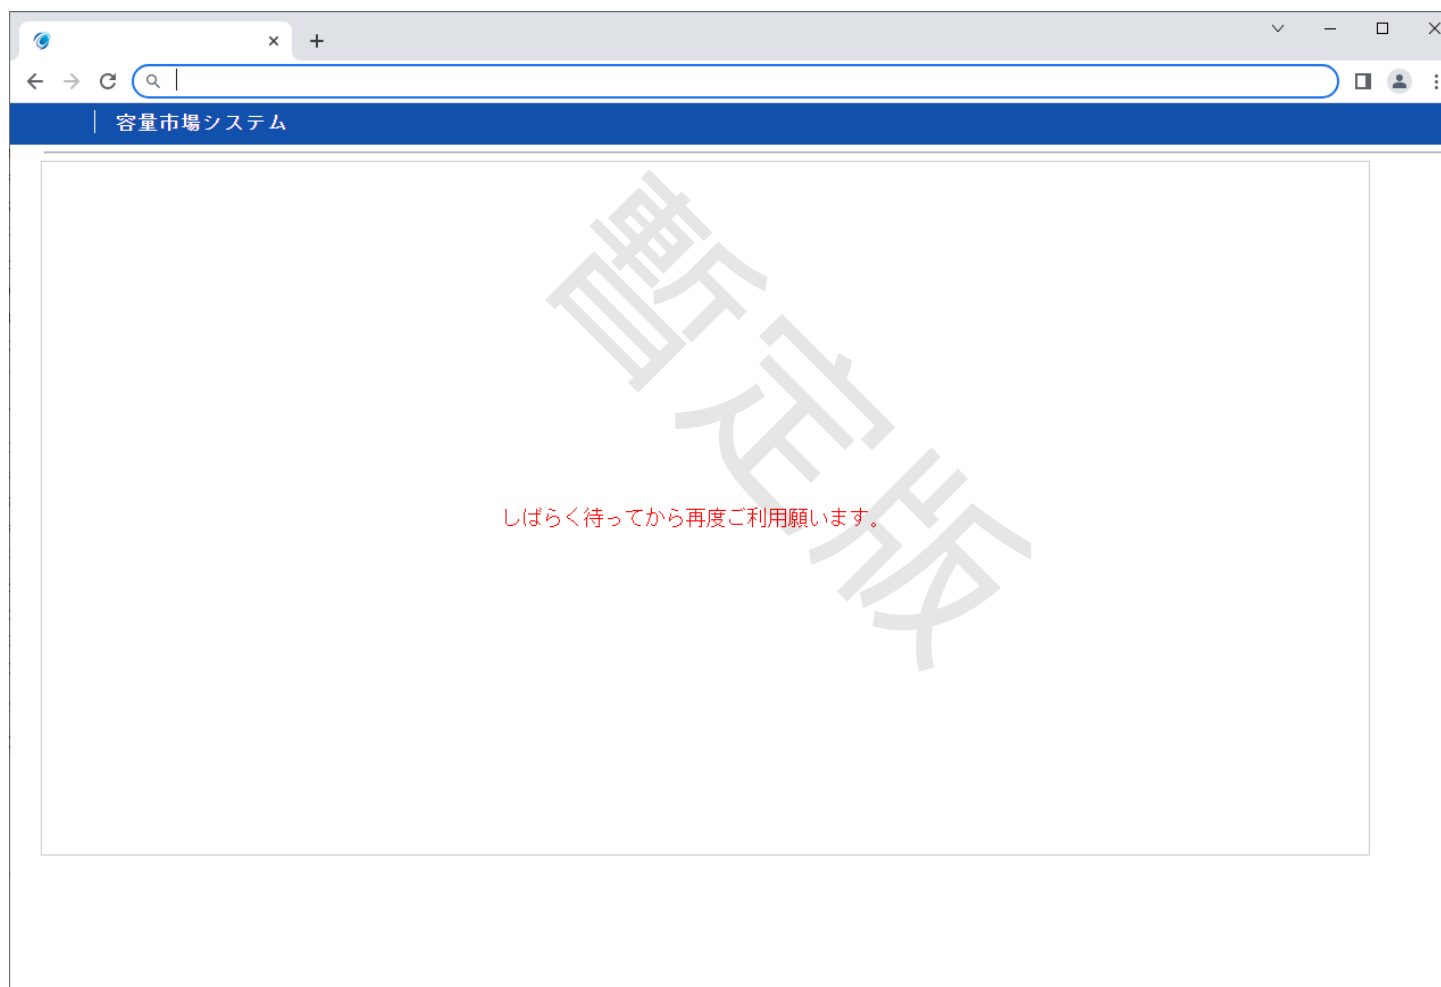 容量市場システム
暫定版
しばらく待ってから再度ご利用願います。